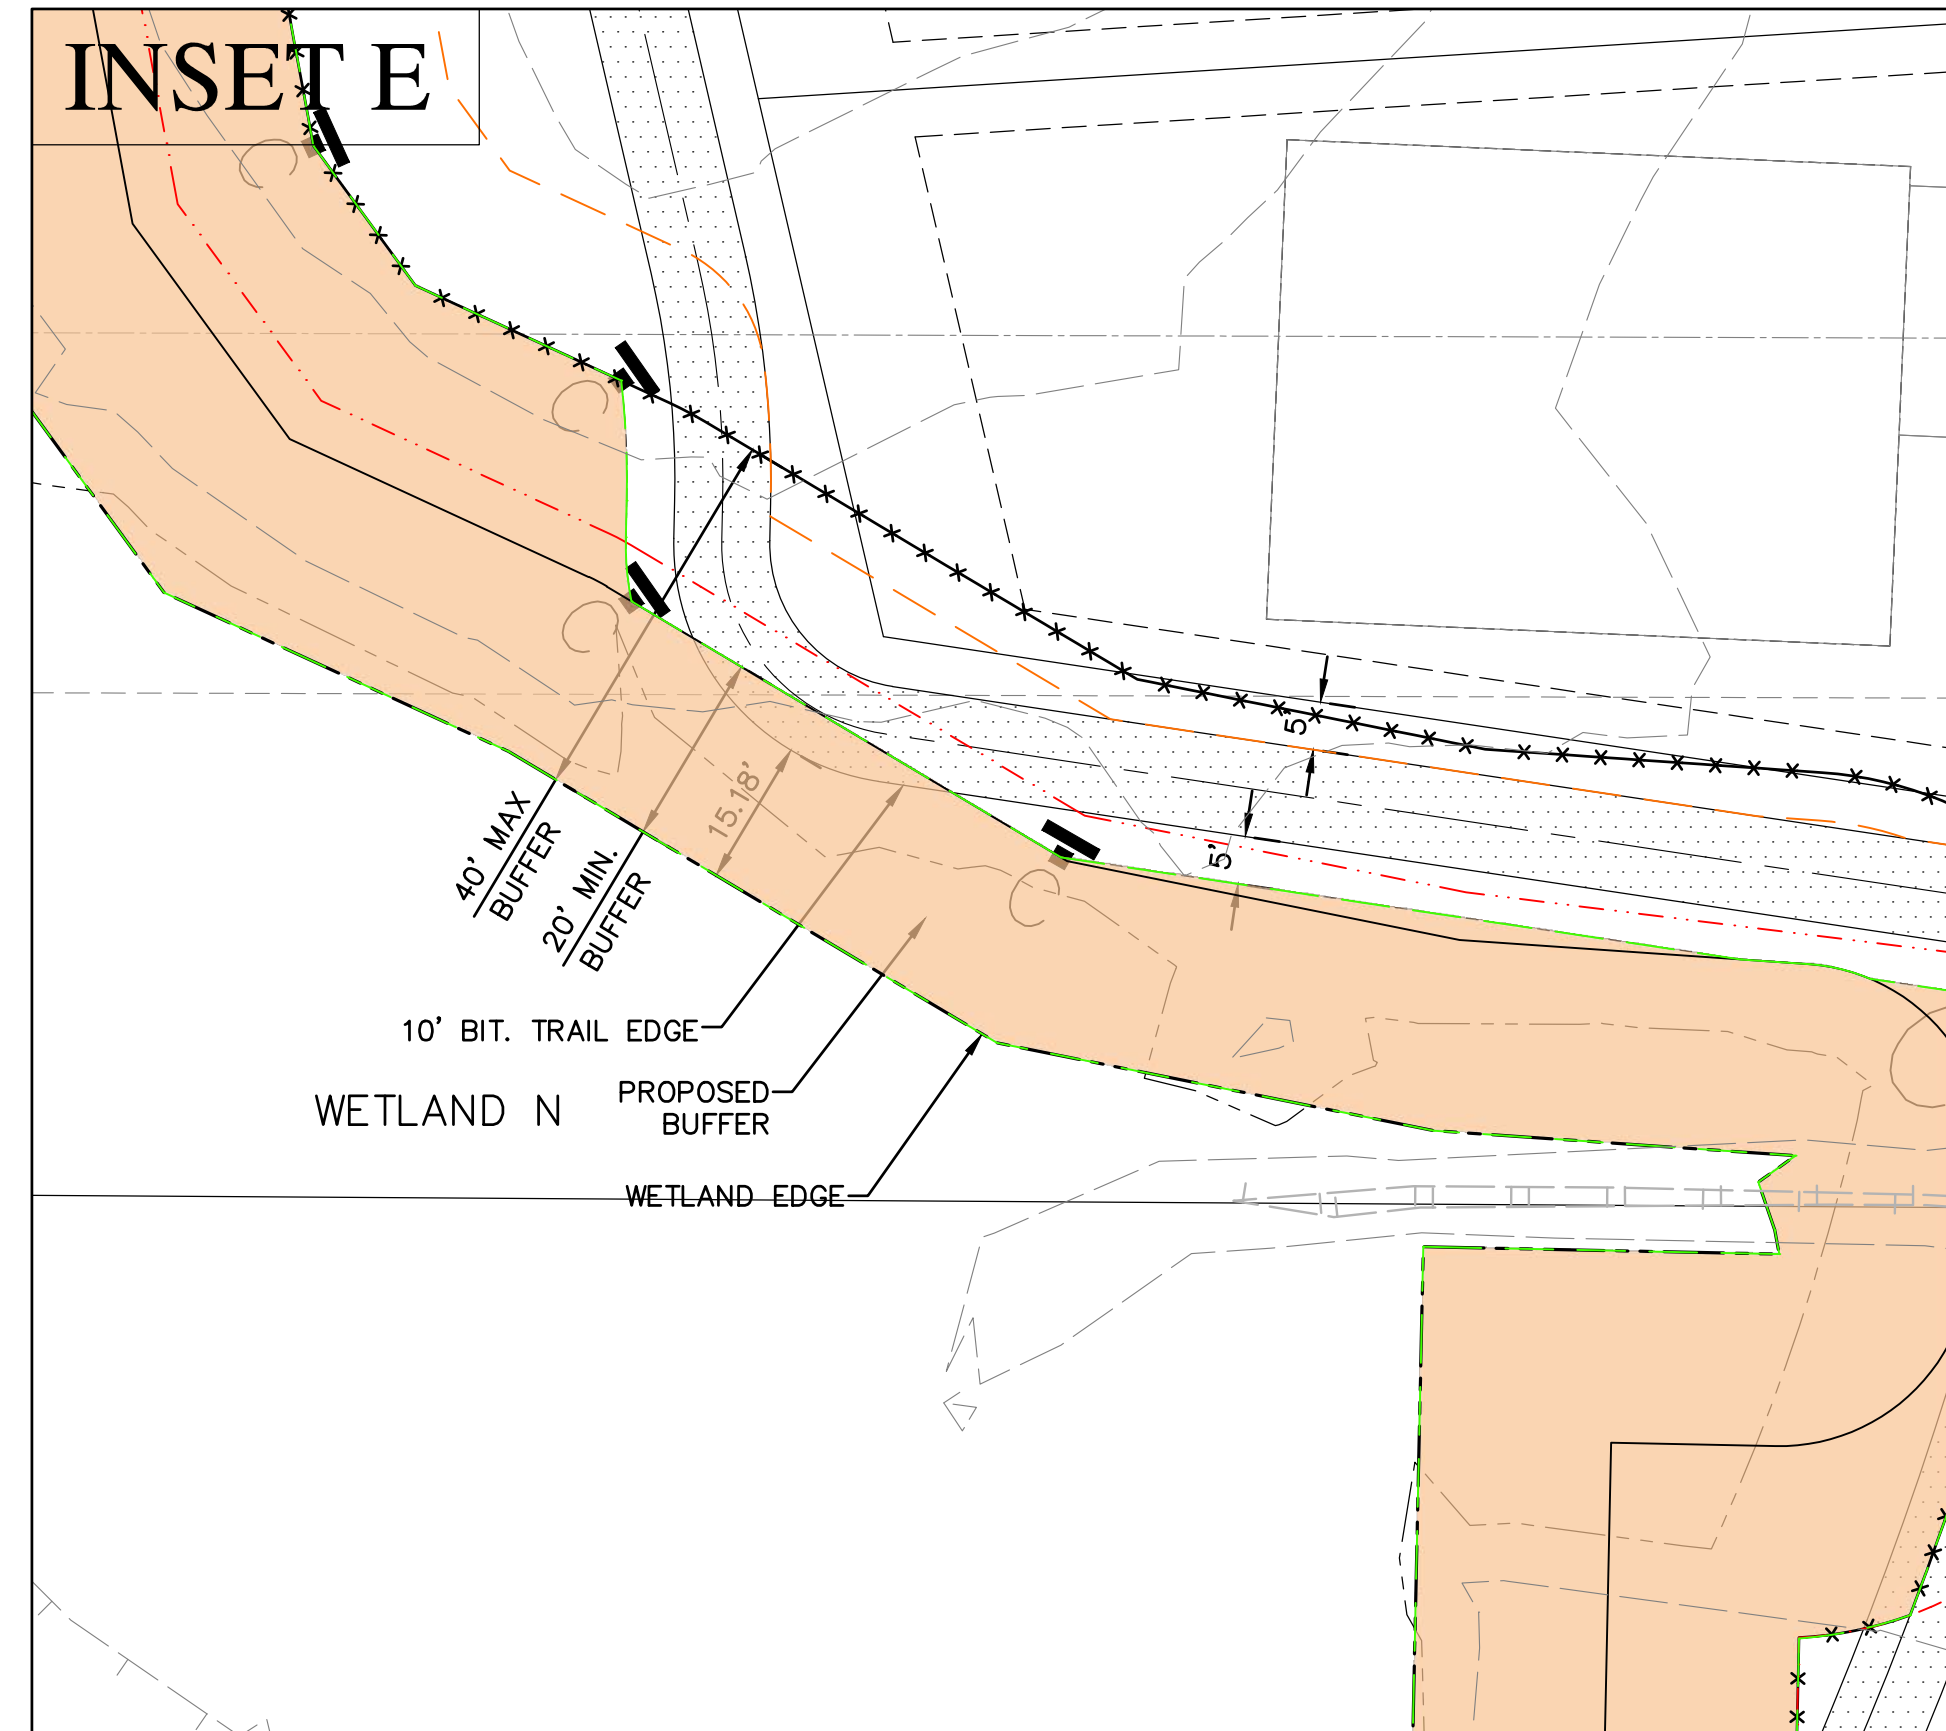 INSET E
5'
5'
15.18'
40' MAX
BUFFER
20' MIN.
BUFFER
10' BIT. TRAIL EDGE
PROPOSED
BUFFER
WETLAND N
WETLAND EDGE